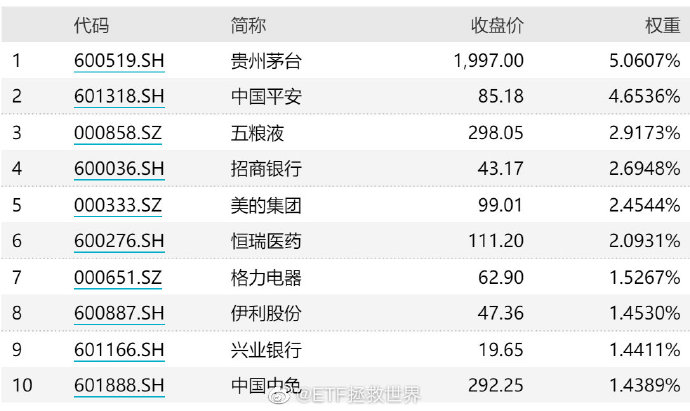 代码 简称 收盘价 权重
1 600519.SH 贵州茅台 1,997.00 5.0607%
2 601318.SH 中国平安 85.18 4.6536%
3 000858.SZ 五粮液 298.05 2.9173%
4 600036.SH 招商银行 43.17 2.6948%
5 000333.SZ 美的集团 99.01 2.4544%
6 600276.SH 恒瑞医药 111.20 2.0931%
7 000651.SZ 格力电器 62.90 1.5267%
8 600887.SH 伊利股份 47.36 1.4530%
9 601166.SH 兴业银行 19.65 1.4411%
10 601888.SH 中国中免 292.25 1.4389%
@ETF拯救世界